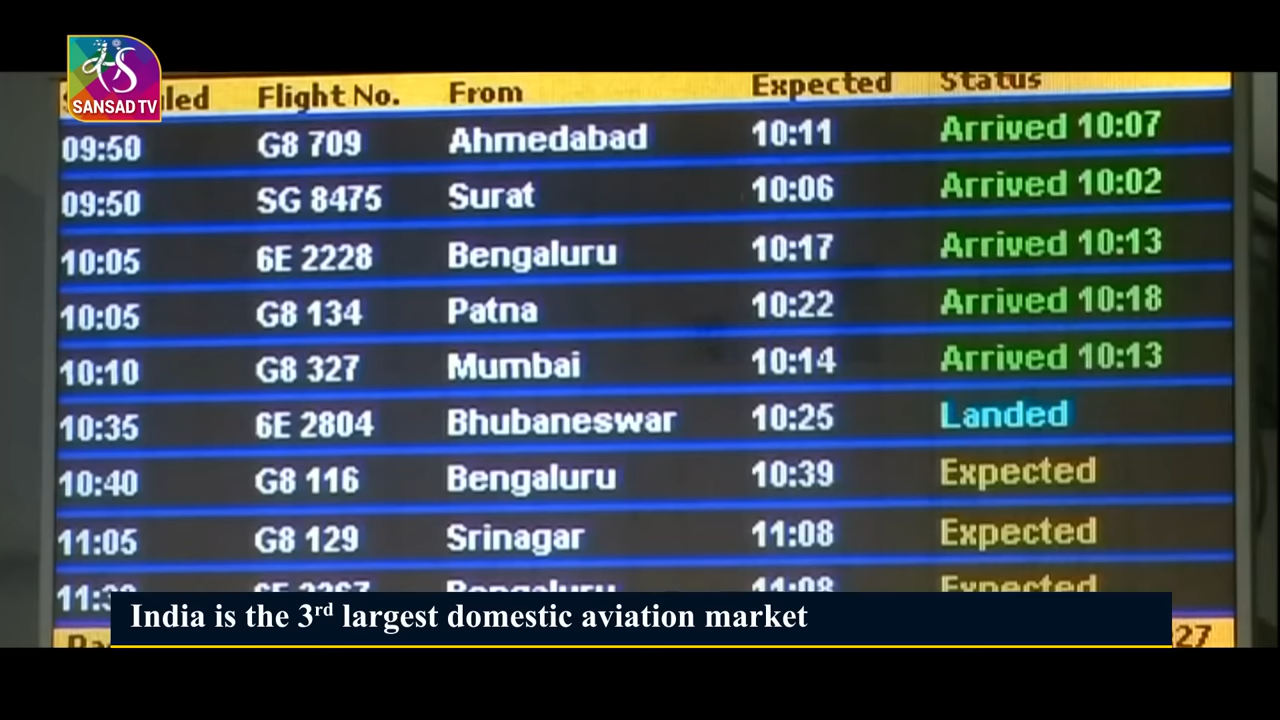 SANSAD TV
Flight No. From Expected Status
09:50 G8 709 Ahmedabad 10:11 Arrived 10:07
09:50 SG 8475 Surat 10:06 Arrived 10:02
10:05 6E 2228 Bengaluru 10:17 Arrived 10:13
10:05 G8 134 Patna 10:22 Arrived 10:18
10:10 G8 327 Mumbai 10:14 Arrived 10:13
10:35 6E 2804 Bhubaneswar 10:25 Landed
10:40 G8 116 Bengaluru 10:39 Expected
11:05 G8 129 Srinagar 11:08 Expected
Bengaluru 11:08 Expected
India is the 3rd largest domestic aviation market